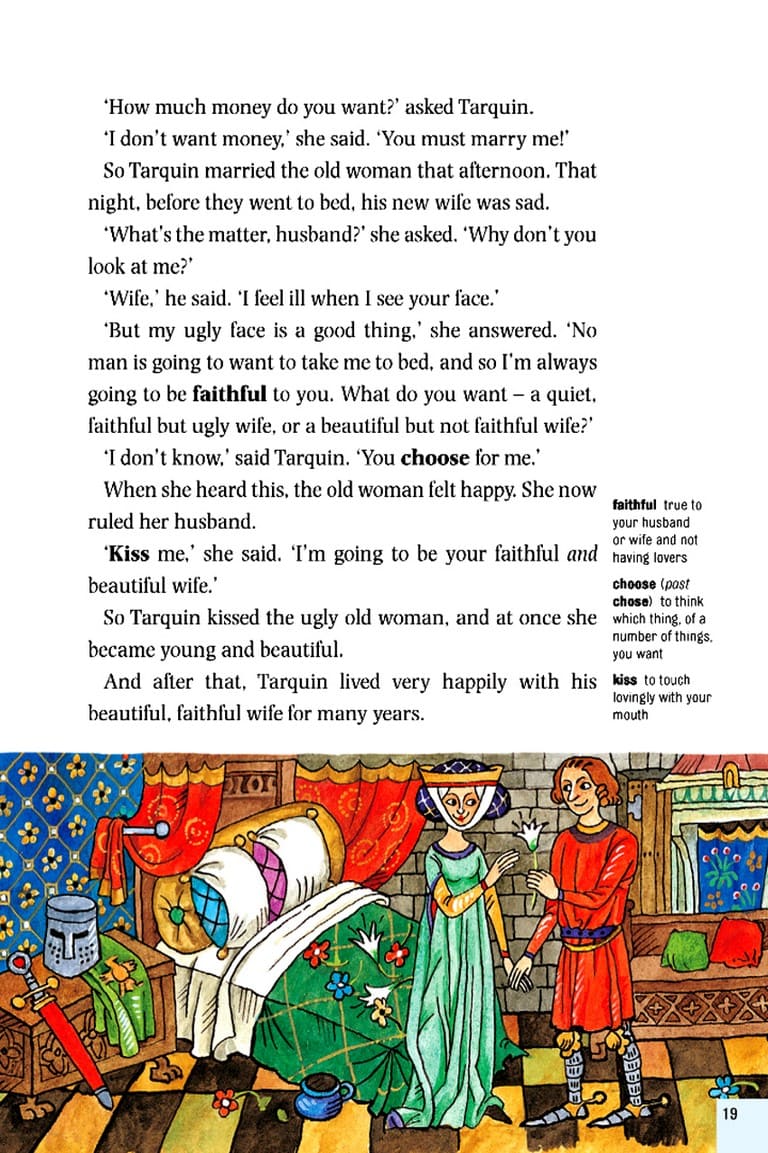 ‘How much money do you want?’ asked Tarquin.
‘I don’t want money,’ she said. ‘You must marry me!’
So Tarquin married the old woman that afternoon. That
night, before they went to bed, his new wife was sad.
‘What’s the matter, husband?’ she asked. ‘Why don’t you
look at me?’
‘Wife,’ he said. ‘I feel ill when I see your face.’
‘But my ugly face is a good thing,’ she answered. ‘No
man is going to want to take me to bed, and so I’m always
going to be faithful to you. What do you want – a quiet,
faithful but ugly wife, or a beautiful but not faithful wife?’
‘I don’t know,’ said Tarquin. ‘You choose for me.’
When she heard this, the old woman felt happy. She now
ruled her husband.
‘Kiss me,’ she said. ‘I’m going to be your faithful and
beautiful wife.’
So Tarquin kissed the ugly old woman, and at once she
became young and beautiful.
And after that, Tarquin lived very happily with his
beautiful, faithful wife for many years.
faithful true to
your husband
or wife and not
having lovers
choose (past
chose) to think
which thing, of a
number of things,
you want
kiss to touch
lovingly with your
mouth
19